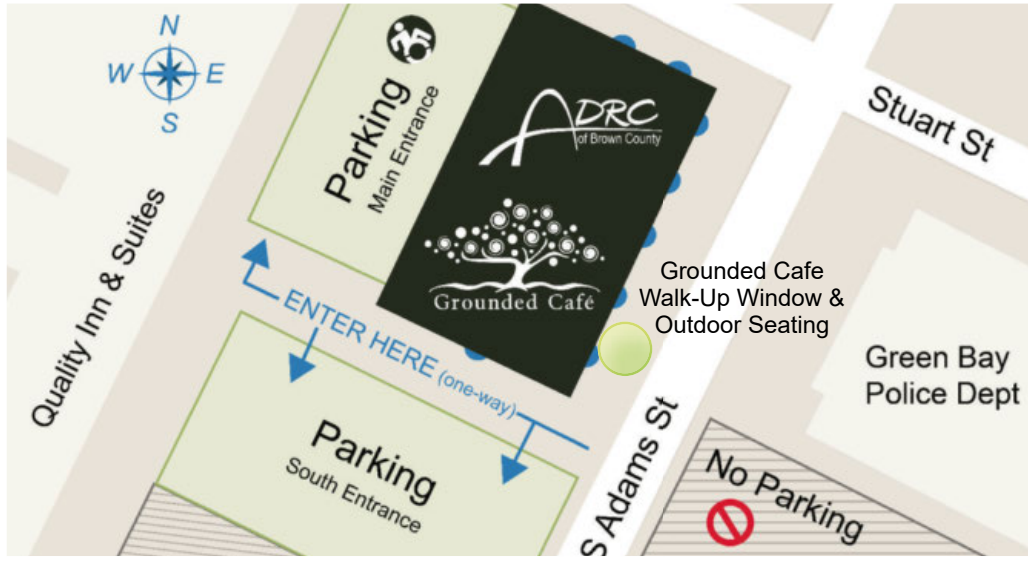 N
W
E
S
Parking
Main Entrance
ADRC
of Brown County
Grounded Café
Stuart St
Quality Inn & Suites
Grounded Cafe
Walk-Up Window &
Outdoor Seating
ENTER HERE (one-way)
Green Bay
Police Dept
Parking
South Entrance
S Adams St
No Parking